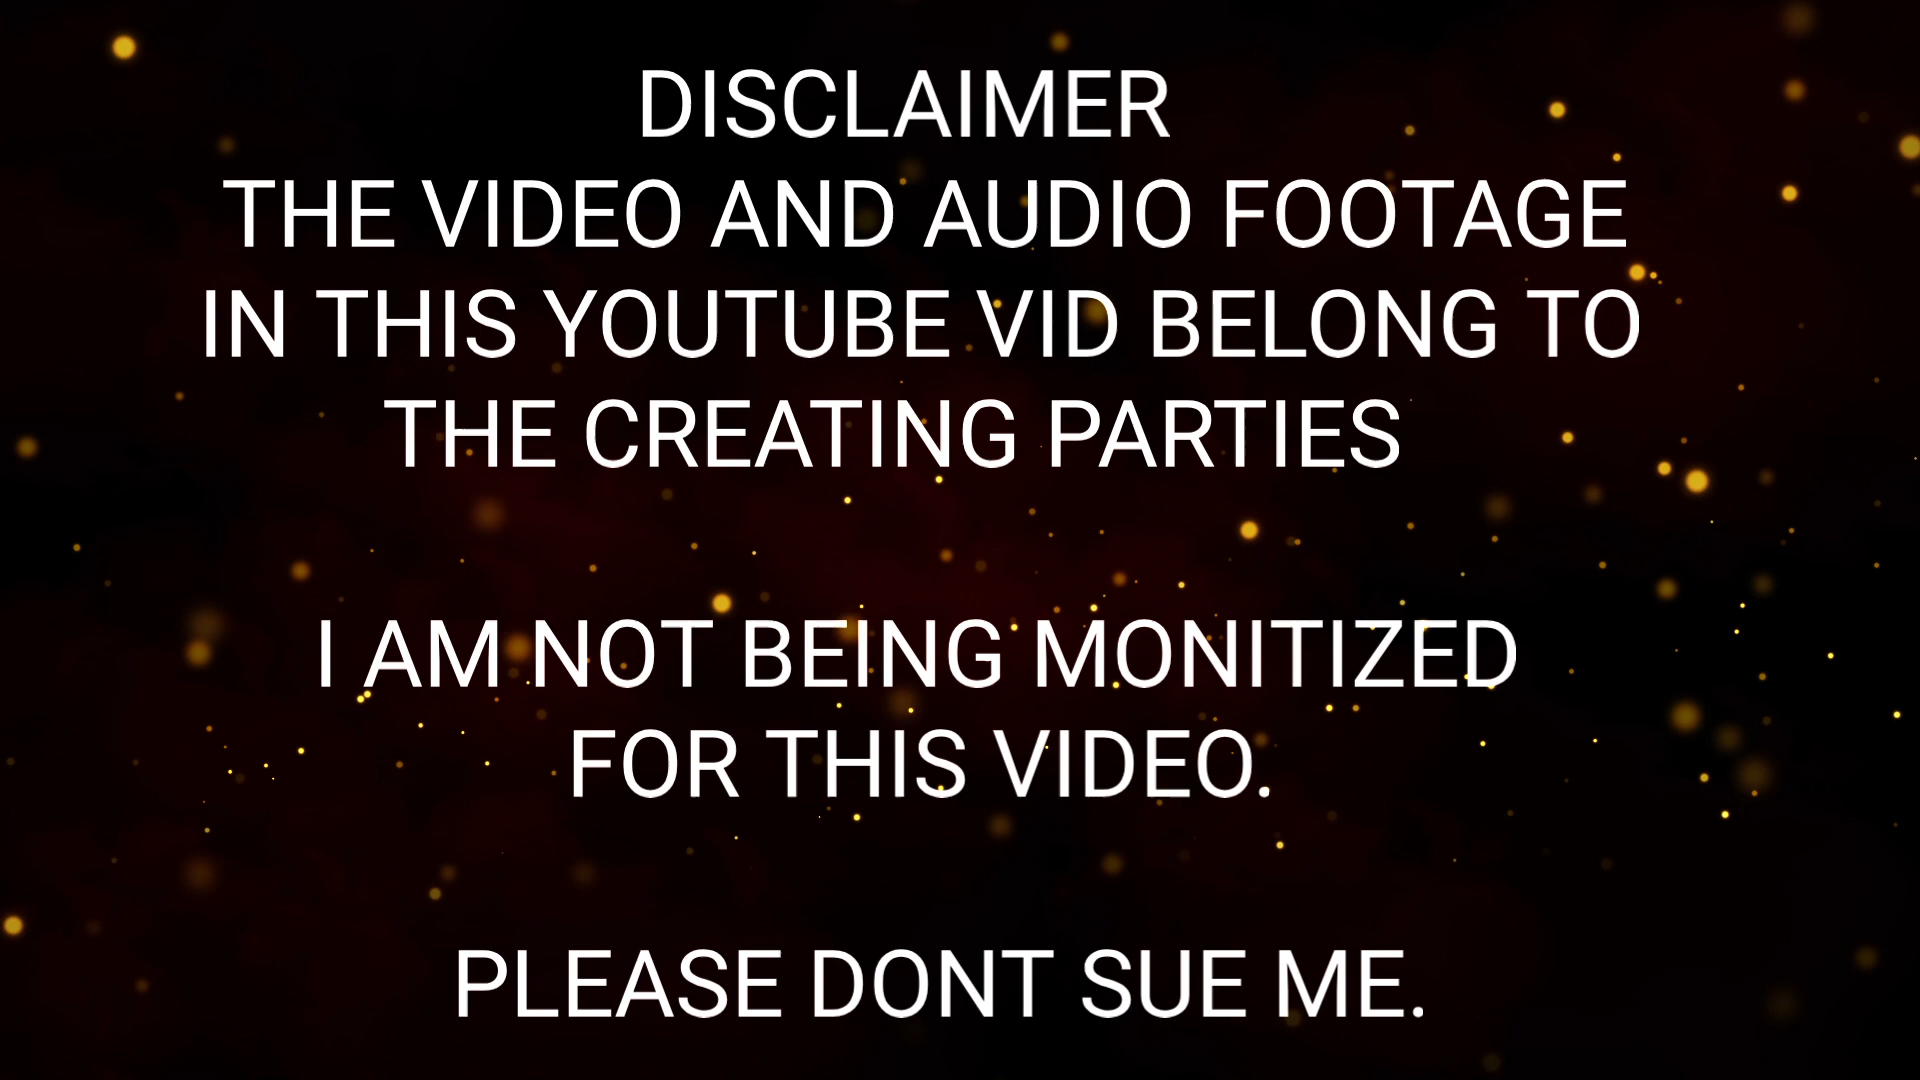 DISCLAIMER
THE VIDEO AND AUDIO FOOTAGE
IN THIS YOUTUBE VID BELONG TO
THE CREATING PARTIES
I AM NOT BEING MONITIZED
FOR THIS VIDEO.
PLEASE DONT SUE ME.